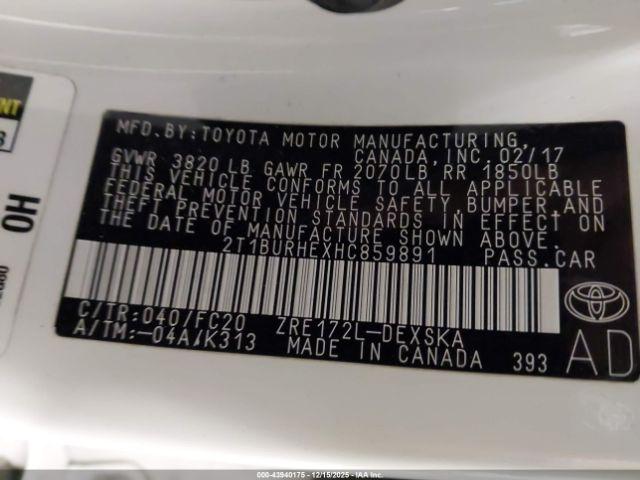 MFD. BY: TOYOTA MOTOR MANUFACTURING,
CANADA, INC. 02/17
GVWR 3820 LB GAWR FR 2070LB RR 1850LB
THIS VEHICLE CONFORMS TO ALL APPLICABLE
FEDERAL MOTOR VEHICLE SAFETY, BUMPER, AND
THEFT PREVENTION STANDARDS IN EFFECT ON
THE DATE OF MANUFACTURE SHOWN ABOVE.
2T1BURHEXHC859891 PASS.CAR
C/TR: 040/FC20 ZRE172L-DEXSKA
A/TM: -04A/K313 MADE IN CANADA 393
TOYOTA
AD
HO
000-43940175 - 12/15/2025 - IAA Inc.